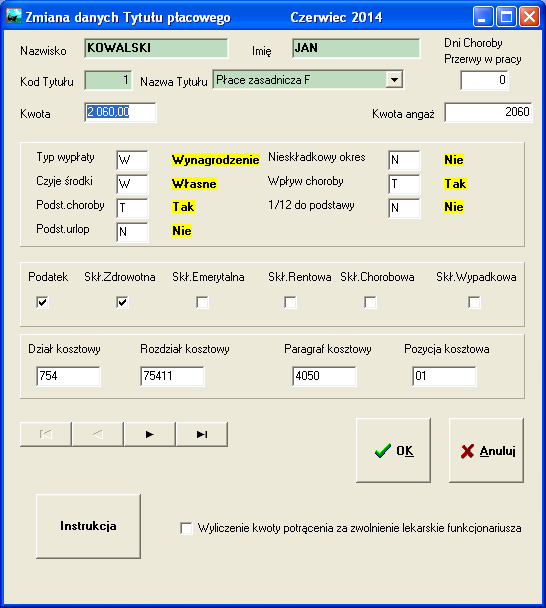 Zmiana danych Tytułu płacowego Czerwiec 2014
Nazwisko KOWALSKI Imię JAN Dni Choroby
Przerwy w pracy
Kod Tytułu 1 Nazwa Tytułu Płace zasadnicza F 0
Kwota 2 060,00 Kwota angaż 2060
Typ wypłaty W Wynagrodzenie Nieskładkowy okres N Nie
Czyje środki W Własne Wpływ choroby T Tak
Podst.choroby T Tak 1/12 do podstawy N Nie
Podst.urlop N Nie
Podatek Skł.Zdrowotna Skł.Emerytalna Skł.Rentowa Skł.Chorobowa Skł.Wypadkowa
Dział kosztowy Rozdział kosztowy Paragraf kosztowy Pozycja kosztowa
754 75411 4050 01
OK Anuluj
Instrukcja Wyliczenie kwoty potrącenia za zwolnienie lekarskie funkcjonariusza